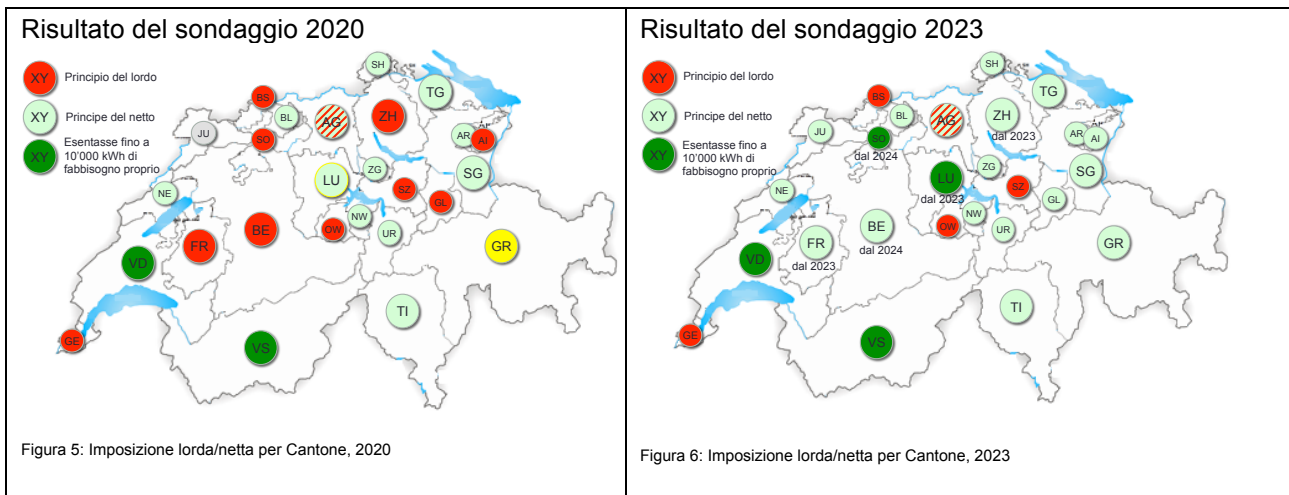 Risultato del sondaggio 2020
XY Principio del lordo
XY Principe del netto
XY Esentasse fino a
10'000 kWh di
fabbisogno proprio
SH
TG
BS
BL
AG
ZH
JU
SO
AR
AI
LU
ZG
SG
NE
SZ
GL
NW
BE
OW
UR
FR
GR
VD
TI
GE
VS
Figura 5: Imposizione lorda/netta per Cantone, 2020
Risultato del sondaggio 2023
XY Principio del lordo
XY Principe del netto
XY Esentasse fino a
10'000 kWh di
fabbisogno proprio
SH
TG
BS
BL
AG
ZH
dal 2023
JU
SO
dal 2024
AR
AI
LU
dal 2023
ZG
SG
NE
SZ
GL
NW
BE
dal 2024
OW
UR
FR
dal 2023
GR
VD
TI
GE
VS
Figura 6: Imposizione lorda/netta per Cantone, 2023